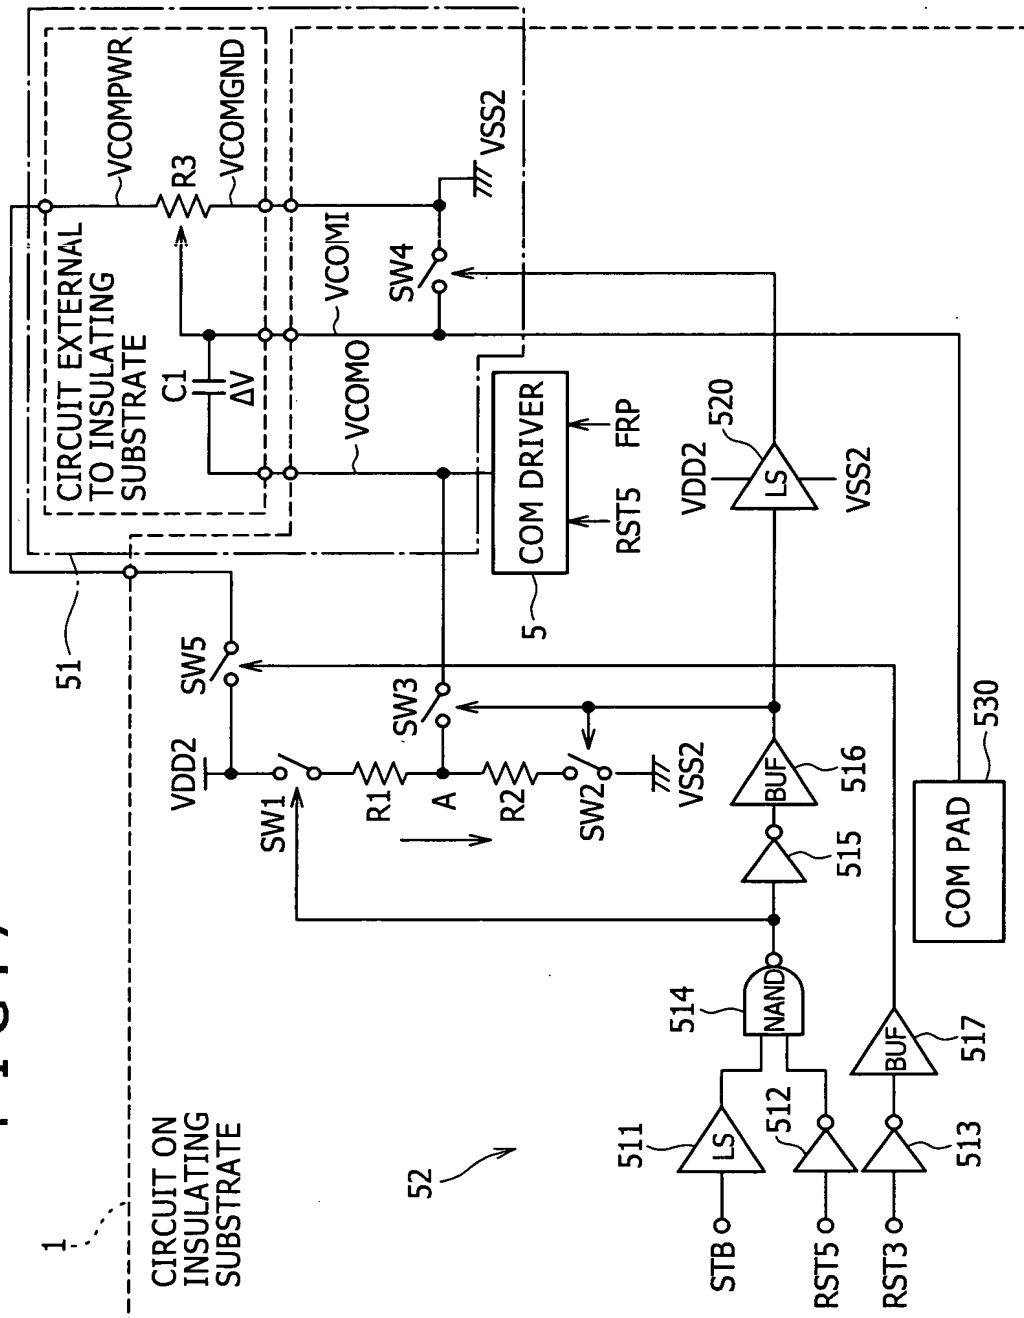 VCOMPWR
R3
VCOMGND
CIRCUIT EXTERNAL
TO INSULATING
SUBSTRATE
C1
ΔV
VCOMI
VCOMO
SW4
VSS2
51
COM DRIVER
5
RST5
FRP
VDD2
520
LS
VSS2
SW5
VDD2
SW1
R1
A
R2
SW3
SW2
VSS2
BUF
516
515
530
COM PAD
514
NAND
BUF
517
511
LS
512
513
52
STB
RST5
RST3
1
CIRCUIT ON
INSULATING
SUBSTRATE